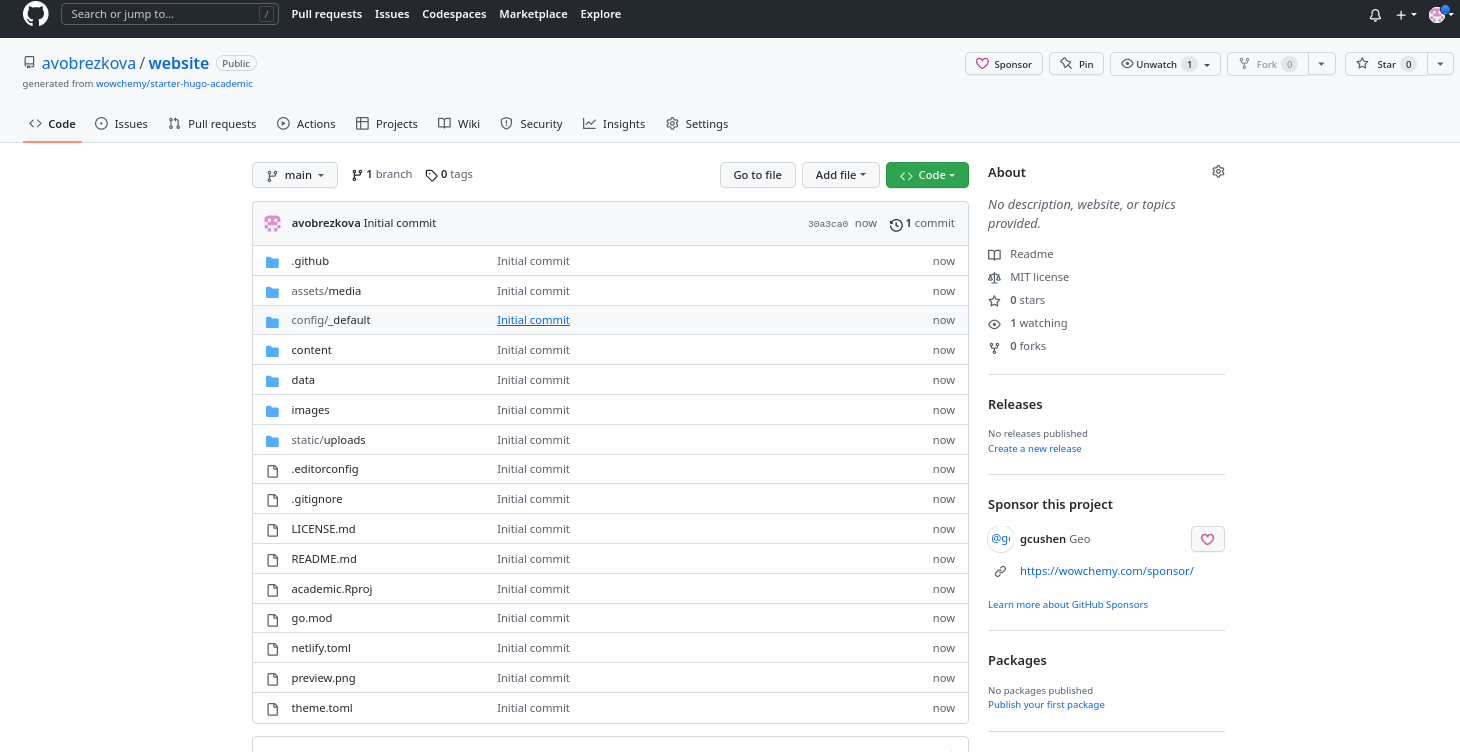 Search or jump to... /
Pull requests Issues Codespaces Marketplace Explore
avobrezkova / website Public
generated from wowchemy/starter-hugo-academic
Sponsor Pin Unwatch 1 Fork 0 Star 0
Code Issues Pull requests Actions Projects Wiki Security Insights Settings
main 1 branch 0 tags Go to file Add file Code
avobrezkova Initial commit 30a3ca0 now 1 commit
.github Initial commit now
assets/media Initial commit now
config/_default Initial commit now
content Initial commit now
data Initial commit now
images Initial commit now
static/uploads Initial commit now
.editorconfig Initial commit now
.gitignore Initial commit now
LICENSE.md Initial commit now
README.md Initial commit now
academic.Rproj Initial commit now
go.mod Initial commit now
netlify.toml Initial commit now
preview.png Initial commit now
theme.toml Initial commit now
About
No description, website, or topics
provided.
Readme
MIT license
0 stars
1 watching
0 forks
Releases
No releases published
Create a new release
Sponsor this project
@g gcushen Geo
https://wowchemy.com/sponsor/
Learn more about GitHub Sponsors
Packages
No packages published
Publish your first package